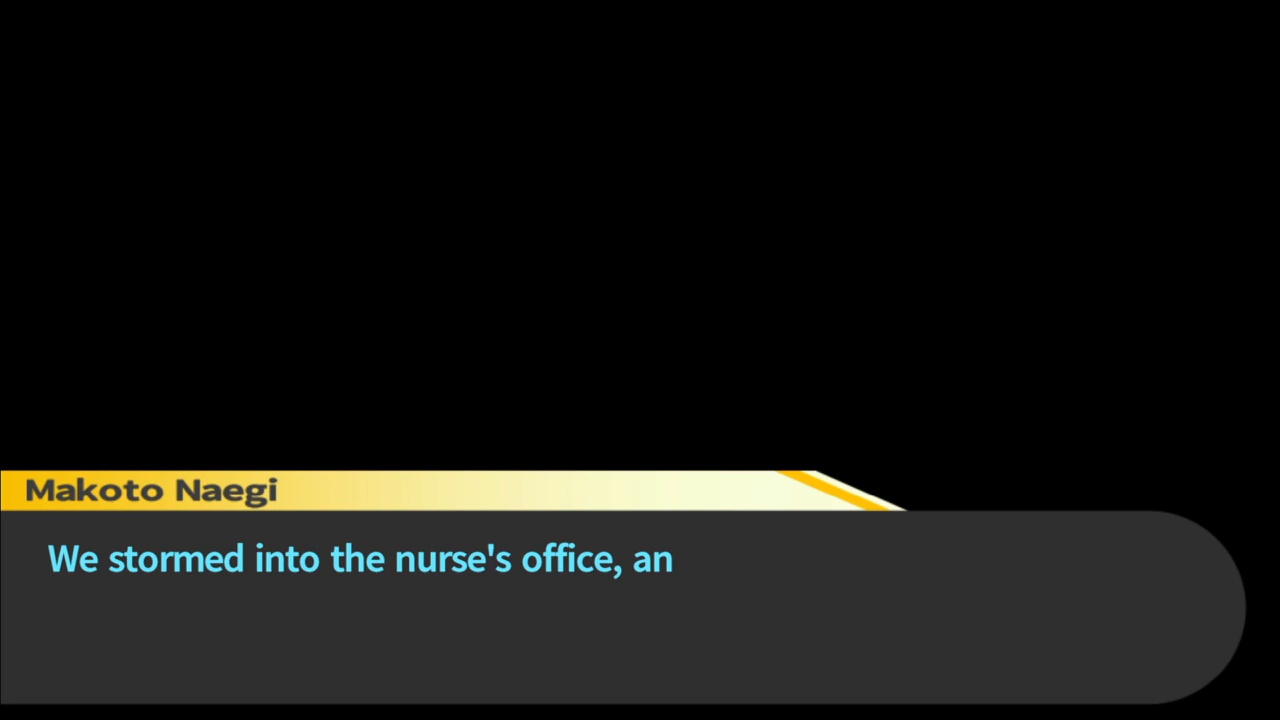 Makoto Naegi
We stormed into the nurse's office, an